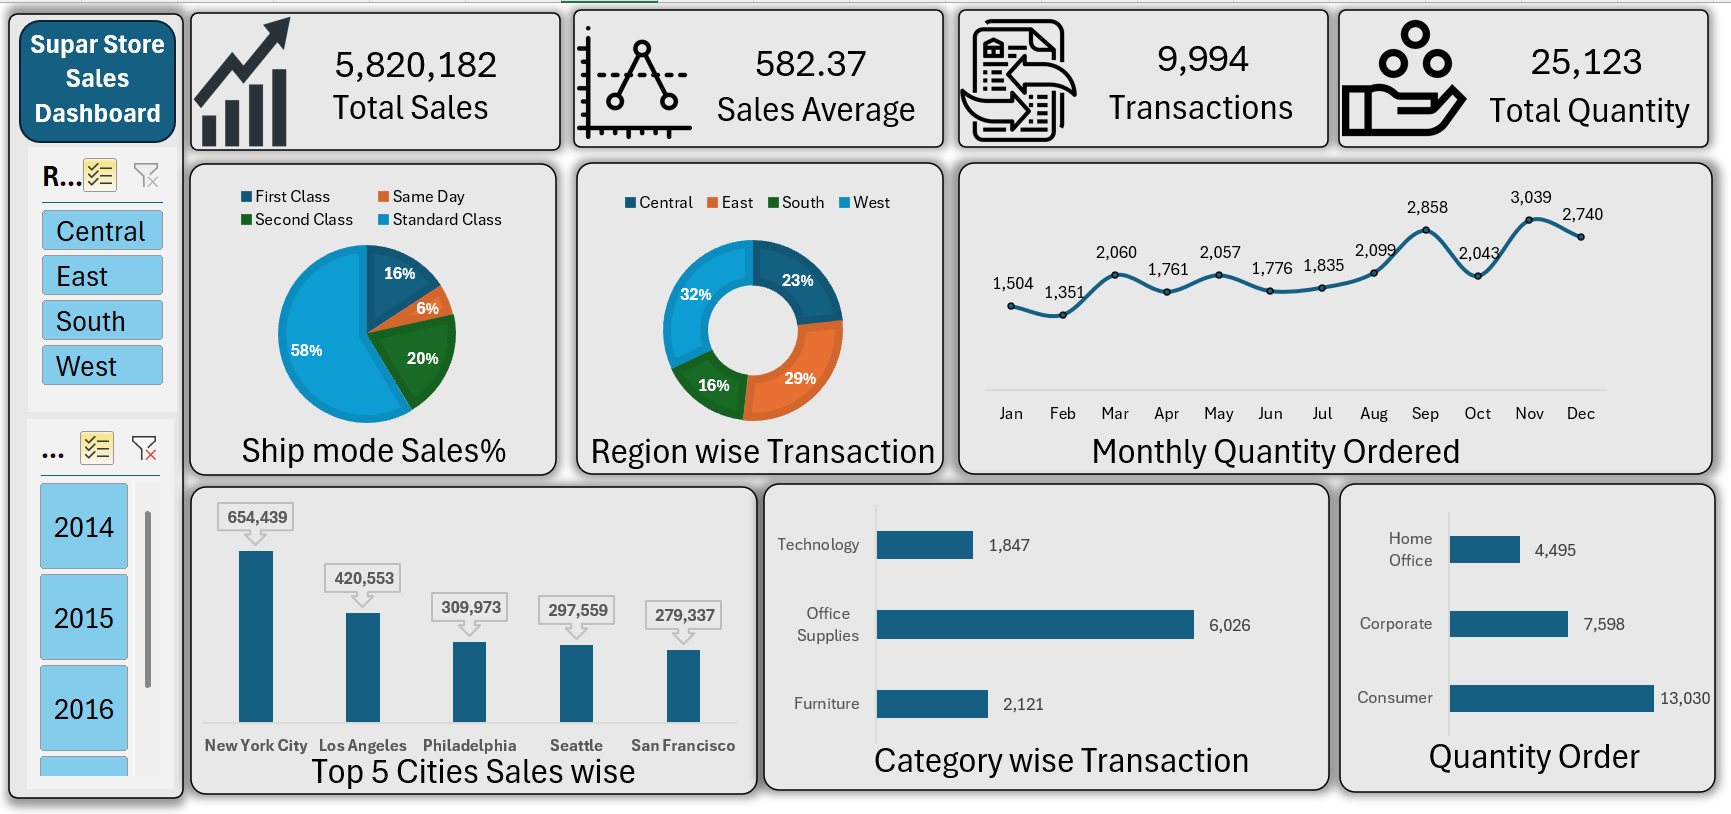 Supar Store
Sales
Dashboard
R...
Central
East
South
West
...
2014
2015
2016
5,820,182
Total Sales
582.37
Sales Average
9,994
Transactions
25,123
Total Quantity
First Class
Same Day
Second Class
Standard Class
16%
6%
20%
58%
Ship mode Sales%
Central
East
South
West
23%
29%
16%
32%
Region wise Transaction
1,504
1,351
2,060
1,761
2,057
1,776
1,835
2,099
2,858
2,043
3,039
2,740
Jan
Feb
Mar
Apr
May
Jun
Jul
Aug
Sep
Oct
Nov
Dec
Monthly Quantity Ordered
654,439
420,553
309,973
297,559
279,337
New York City
Los Angeles
Philadelphia
Seattle
San Francisco
Top 5 Cities Sales wise
Technology
1,847
Office
Supplies
6,026
Furniture
2,121
Category wise Transaction
Home
Office
4,495
Corporate
7,598
Consumer
13,030
Quantity Order